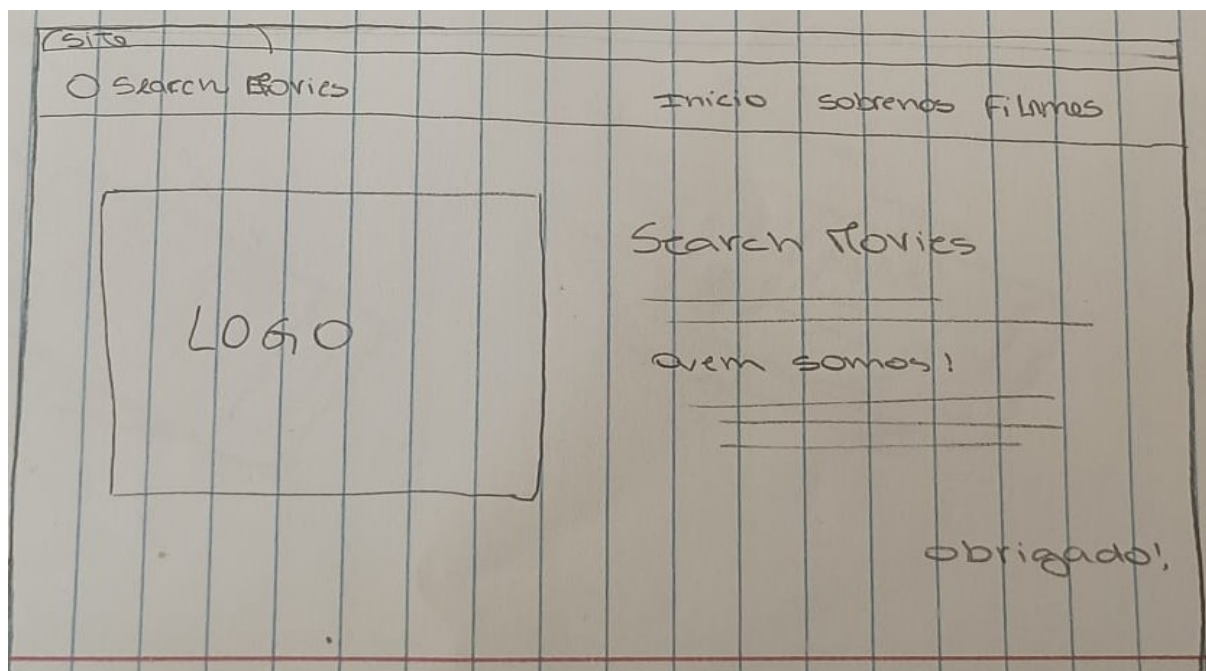 Site
Search Movies
Inicio sobrenos Filmes
LOGO
Search Movies
Quem somos!
obrigado!